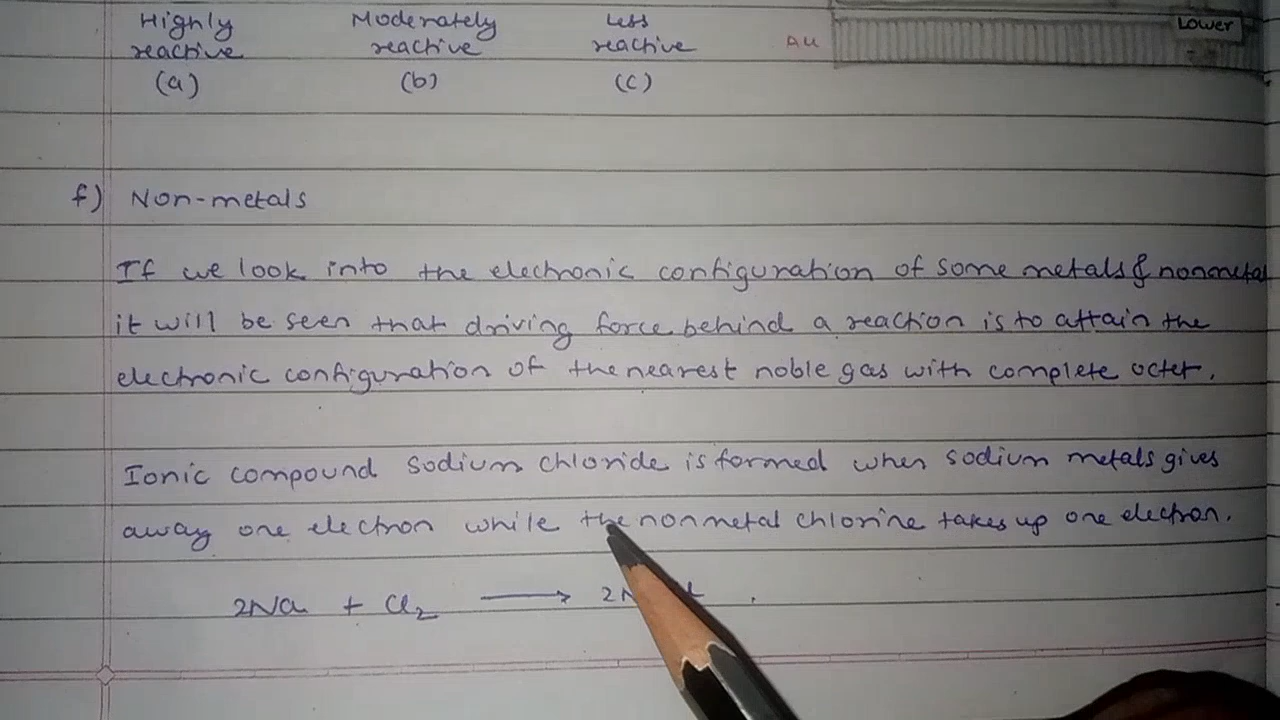 Highly Moderately Less
reactive reactive reactive Au Lower
(a) (b) (c)
f) Non-metals
If we look into the electronic configuration of some metals & nonmetal
it will be seen that driving force behind a reaction is to attain the
electronic configuration of the nearest noble gas with complete octet.
Ionic compound sodium chloride is formed when sodium metals gives
away one electron while the nonmetal chlorine takes up one electron.
2Na + Cl₂ ⟶ 2N